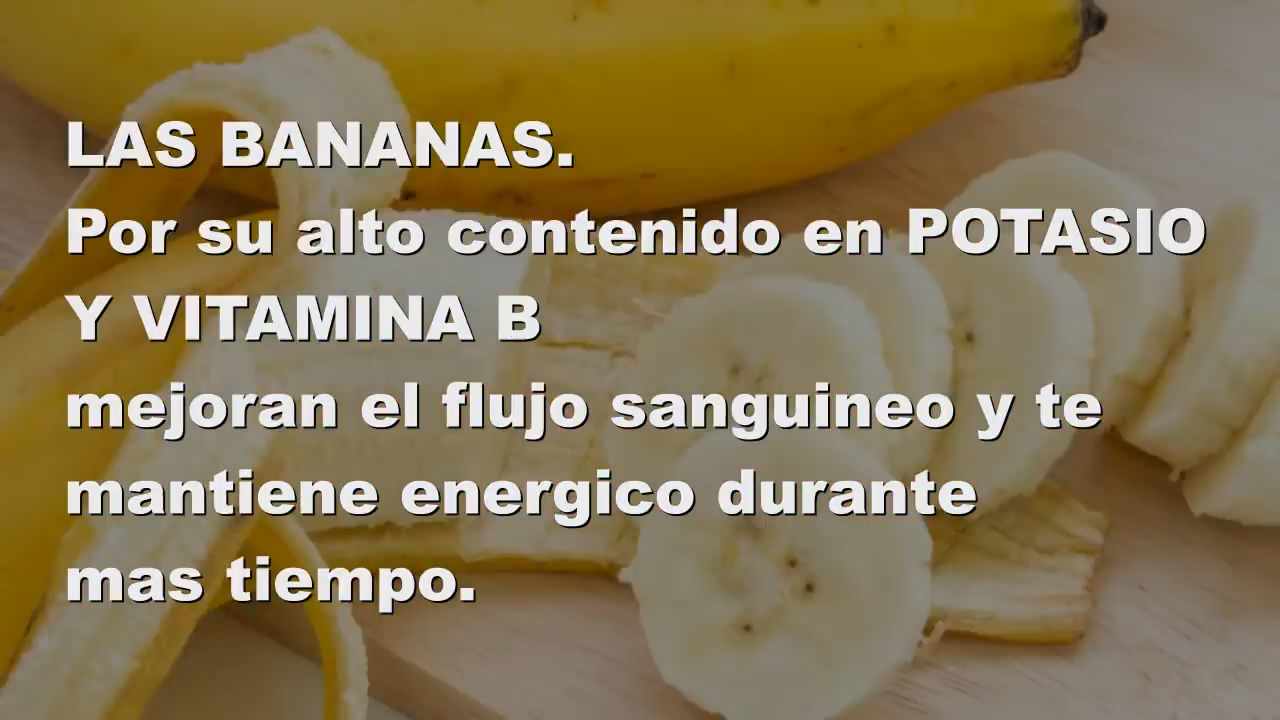 LAS BANANAS.
Por su alto contenido en POTASIO
Y VITAMINA B
mejoran el flujo sanguineo y te
mantiene energico durante
mas tiempo.